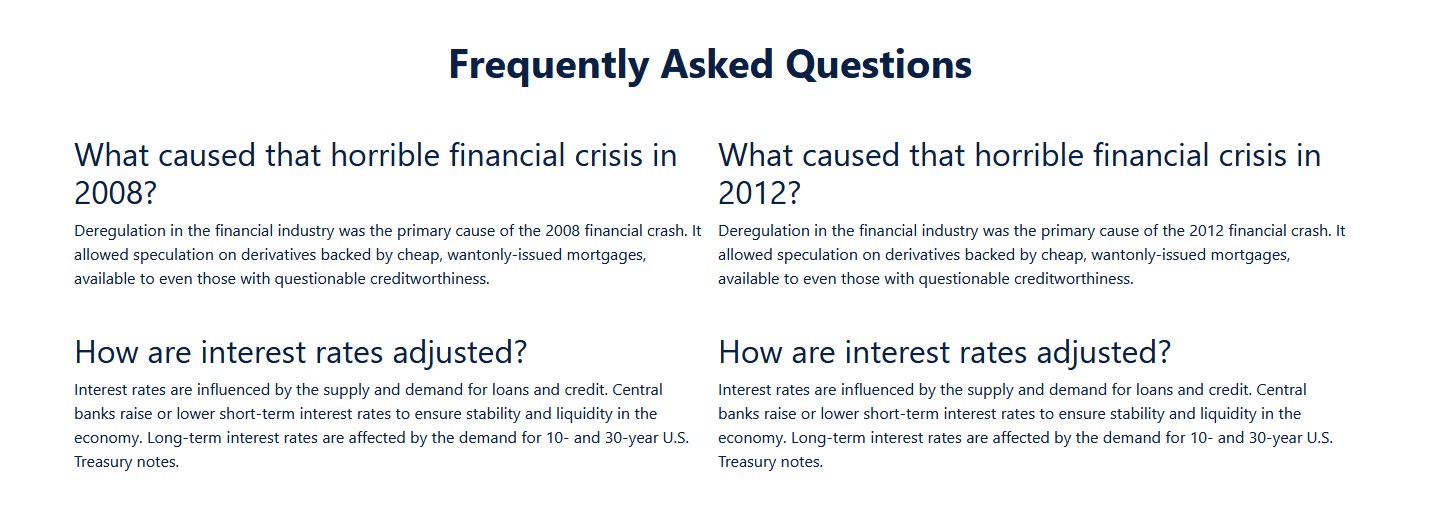 Frequently Asked Questions
What caused that horrible financial crisis in
2008?
Deregulation in the financial industry was the primary cause of the 2008 financial crash. It
allowed speculation on derivatives backed by cheap, wantonly-issued mortgages,
available to even those with questionable creditworthiness.
What caused that horrible financial crisis in
2012?
Deregulation in the financial industry was the primary cause of the 2012 financial crash. It
allowed speculation on derivatives backed by cheap, wantonly-issued mortgages,
available to even those with questionable creditworthiness.
How are interest rates adjusted?
Interest rates are influenced by the supply and demand for loans and credit. Central
banks raise or lower short-term interest rates to ensure stability and liquidity in the
economy. Long-term interest rates are affected by the demand for 10- and 30-year U.S.
Treasury notes.
How are interest rates adjusted?
Interest rates are influenced by the supply and demand for loans and credit. Central
banks raise or lower short-term interest rates to ensure stability and liquidity in the
economy. Long-term interest rates are affected by the demand for 10- and 30-year U.S.
Treasury notes.